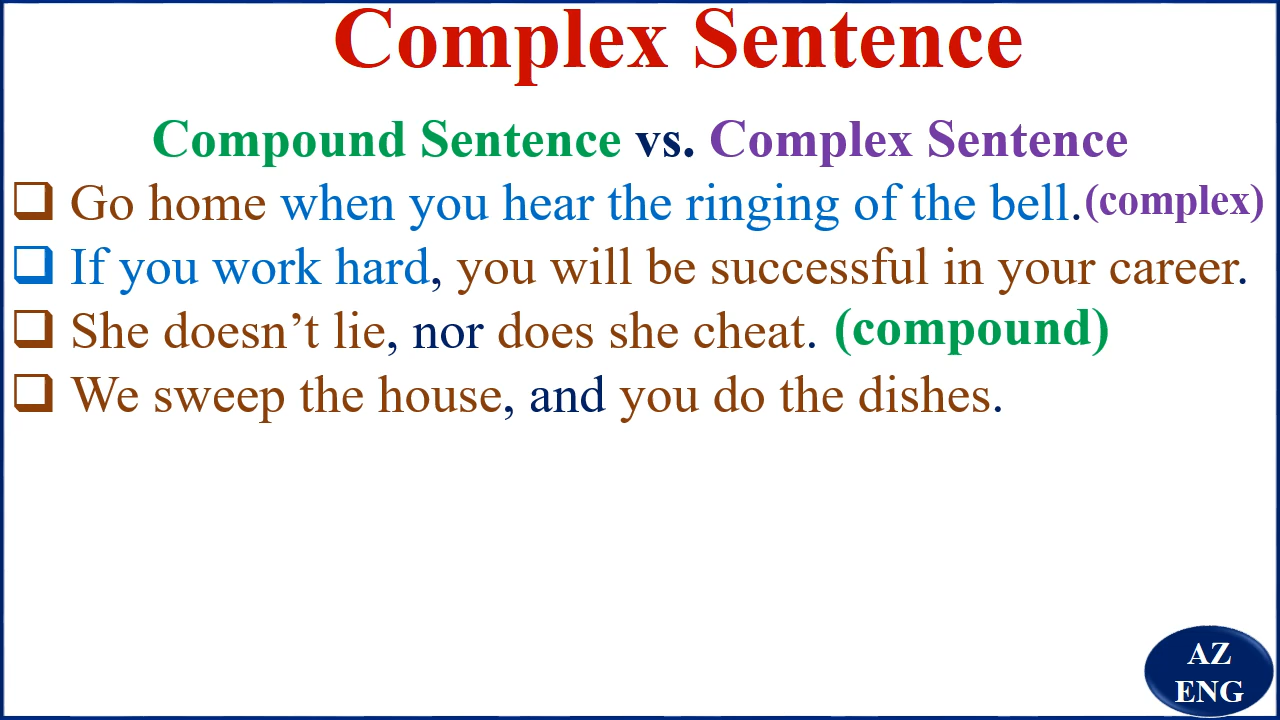 Complex Sentence
Compound Sentence vs. Complex Sentence
❑ Go home when you hear the ringing of the bell.(complex)
❑ If you work hard, you will be successful in your career.
❑ She doesn’t lie, nor does she cheat. (compound)
❑ We sweep the house, and you do the dishes.
AZ
ENG